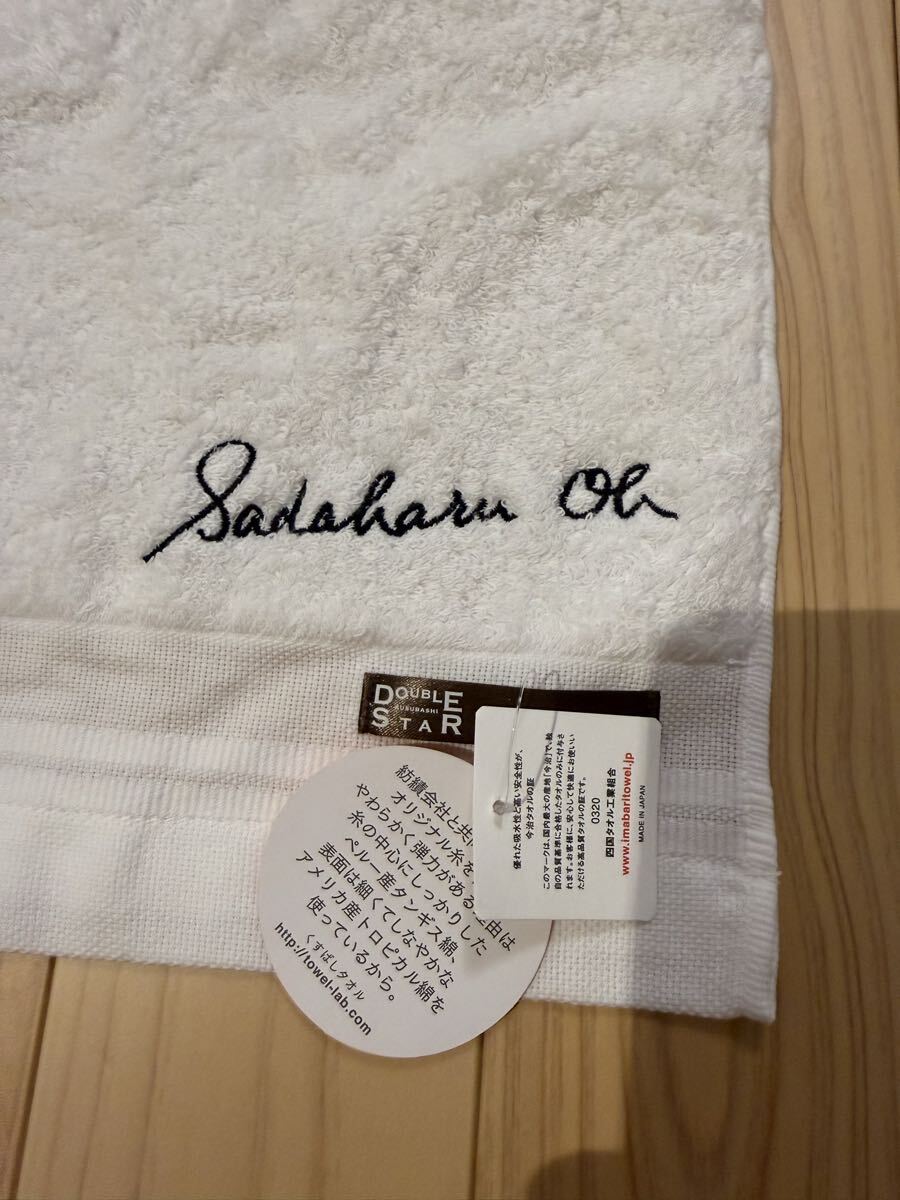 Sadaharu Oh
DOUBLE
KUSUBASHI
STAR
優れた吸水性と高い安全性が、
今治タオルの証
このマークは、国内最大の産地「今治」で、独
自の品質基準に合格したタオルのみに付与さ
れます。お客様に、安心して快適にお使いい
ただける高品質タオルの証です。
四国タオル工業組合
0320
www.imabaritowel.jp
MADE IN JAPAN
紡績会社と共
オリジナル糸を
やわらかく弾力がある理由は
糸の中心にしっかりした
ペルー産タンギス綿、
表面は細くてしなやかな
アメリカ産トロピカル綿を
使っているから。
くすばしタオル
http://towel-lab.com